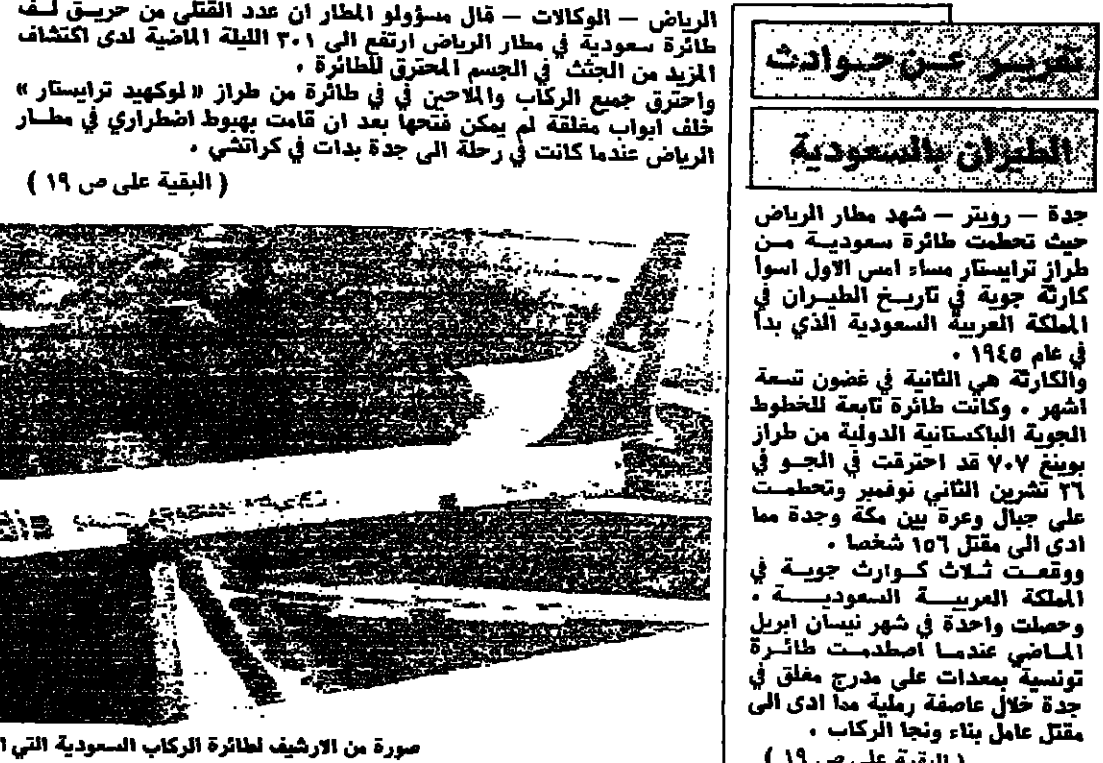 الرياض – الوكالات – قال مسؤولو المطار ان عدد القتلى من حريق لف
طائرة سعودية في مطار الرياض ارتفع الى ٣٠١ الليلة الماضية لدى اكتشاف
المزيد من الجثث في الجسم المحترق للطائرة .
واحترق جميع الركاب والملاحين في في طائرة من طراز « لوكهيد ترايستار »
خلف ابواب مغلقة لم يمكن فتحها بعد ان قامت بهبوط اضطراري في مطار
الرياض عندما كانت في رحلة الى جدة بدات في كراتشي .
( البقية على ص ١٩ )
صورة من الارشيف لطائرة الركاب السعودية التي
تقرير عن حوادث
الطيران بالسعودية
جدة – رويتر – شهد مطار الرياض
حيث تحطمت طائرة سعودية من
طراز ترايستار مساء امس الاول اسوا
كارثة جوية في تاريخ الطيران في
المملكة العربية السعودية الذي بدا
في عام ١٩٤٥ .
والكارثة هي الثانية في غضون تسعة
اشهر . وكانت طائرة تابعة للخطوط
الجوية الباكستانية الدولية من طراز
بوينغ ٧٠٧ قد احترقت في الجو في
٢٦ تشرين الثاني نوفمبر وتحطمت
على جبال وعرة بين مكة وجدة مما
ادى الى مقتل ١٥٦ شخصا .
ووقعت ثلاث كوارث جوية في
المملكة العربية السعودية .
وحصلت واحدة في شهر نيسان ابريل
الماضي عندما اصطدمت طائرة
تونسية بمعدات على مدرج مغلق في
جدة خلال عاصفة رملية مما ادى الى
مقتل عامل بناء ونجا الركاب .
( البقية على ص ١٩ )